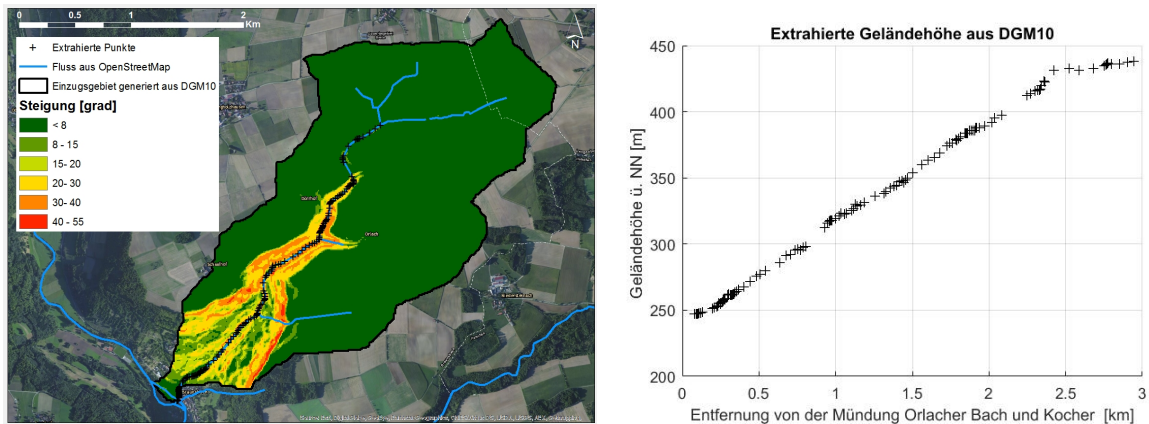 0 0.5 1 2
Km
N
+ Extrahierte Punkte
Fluss aus OpenStreetMap
Einzugsgebiet generiert aus DGM10
Steigung [grad]
< 8
8 - 15
15- 20
20- 30
30- 40
40 - 55
Orlach
Extrahierte Geländehöhe aus DGM10
Geländehöhe ü. NN [m]
450
400
350
300
250
200
0 0.5 1 1.5 2 2.5 3
Entfernung von der Mündung Orlacher Bach und Kocher [km]